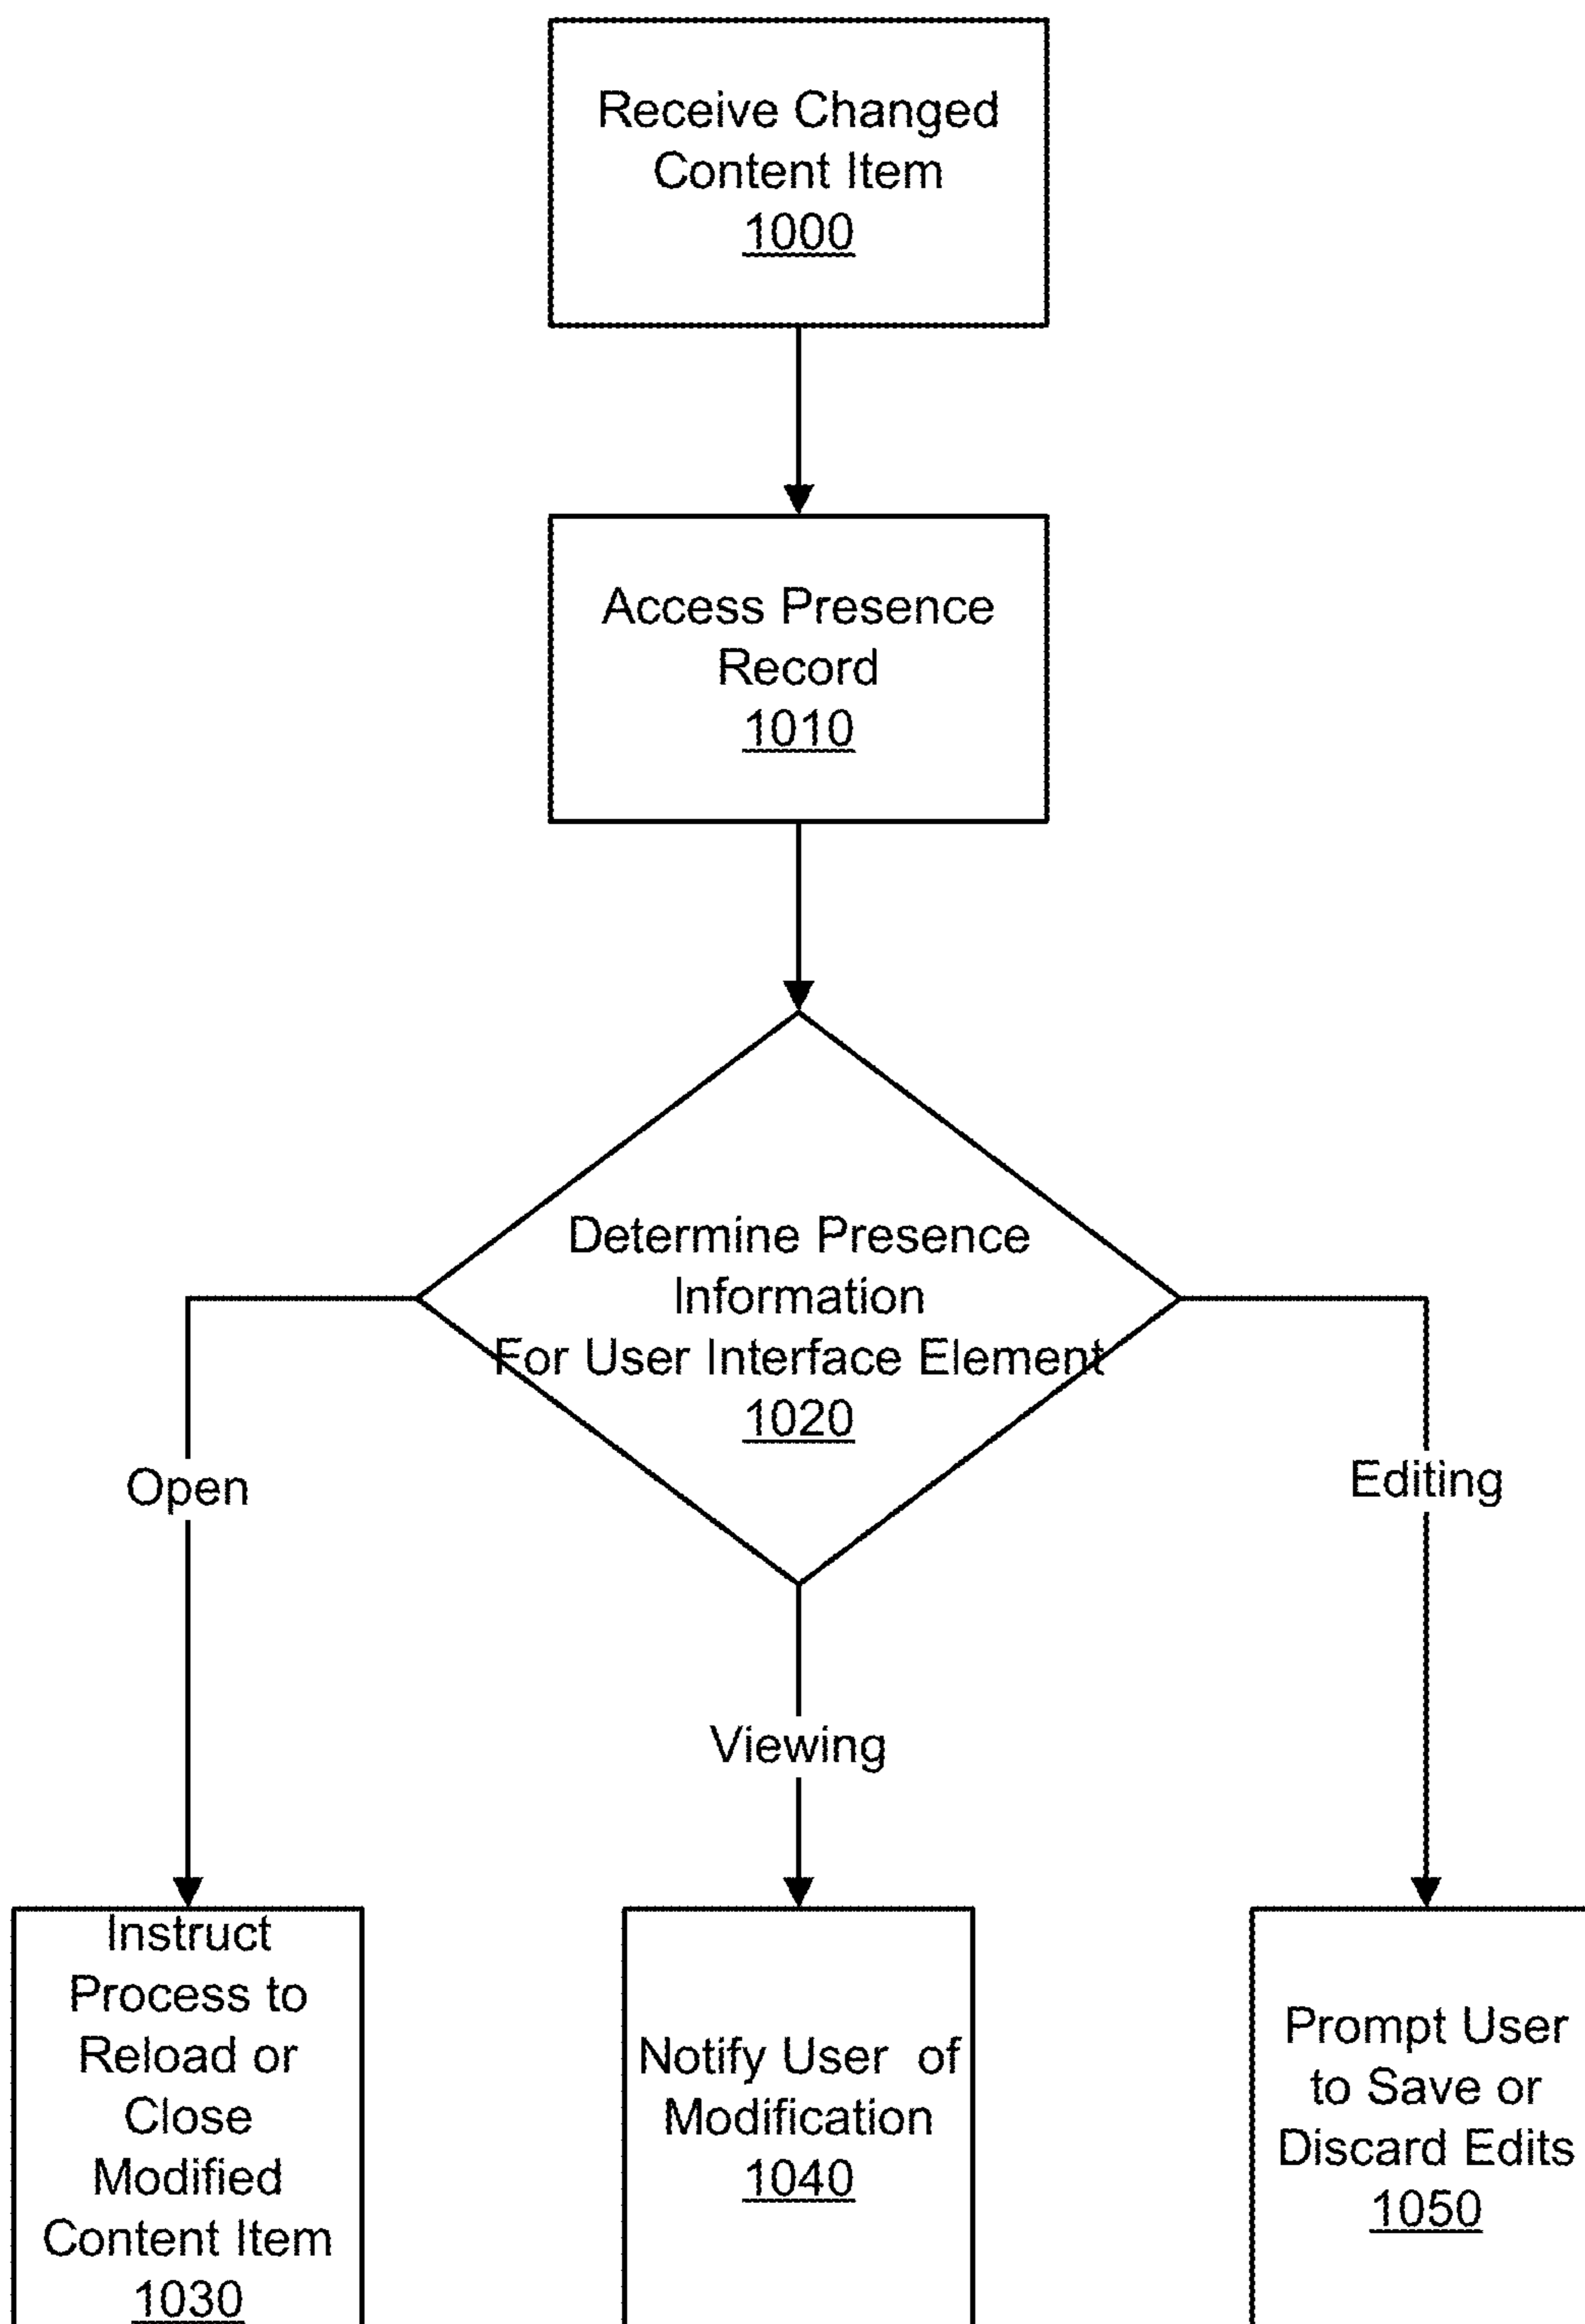 Receive Changed
Content Item
1000
Access Presence
Record
1010
Determine Presence
Information
For User Interface Element
1020
Open
Editing
Viewing
Instruct
Process to
Reload or
Close
Modified
Content Item
1030
Notify User of
Modification
1040
Prompt User
to Save or
Discard Edits
1050